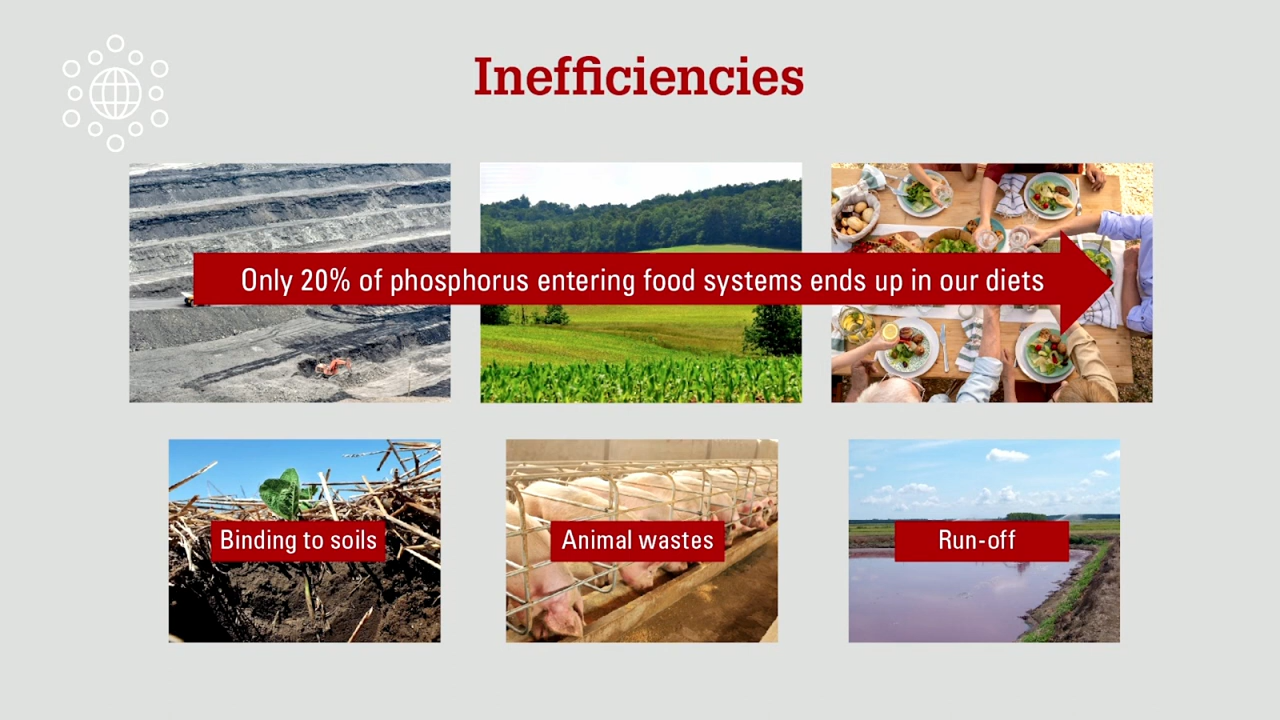 Inefficiencies
Only 20% of phosphorus entering food systems ends up in our diets
Binding to soils
Animal wastes
Run-off